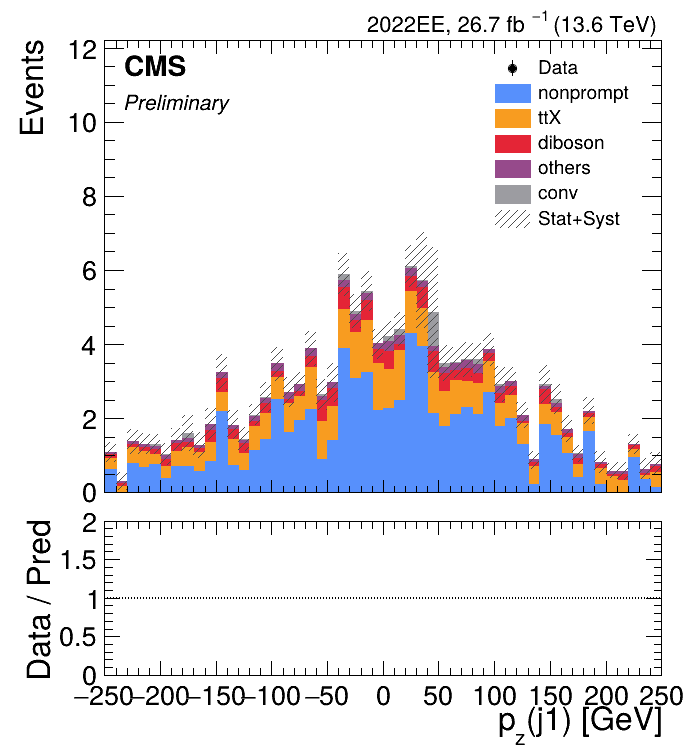 2022EE, 26.7 fb⁻¹ (13.6 TeV)
CMS
Preliminary
Events
12
10
8
6
4
2
0
Data
nonprompt
ttX
diboson
others
conv
Stat+Syst
Data / Pred
2
1.5
1
0.5
0
−250 −200 −150 −100 −50 0 50 100 150 200 250
p_z(j1) [GeV]